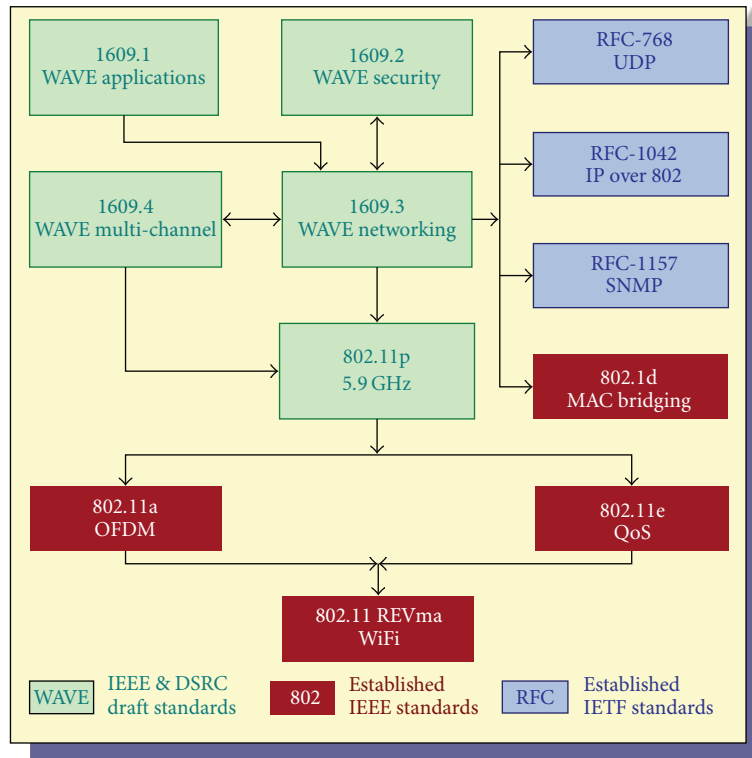 1609.1
WAVE applications
1609.2
WAVE security
RFC-768
UDP
RFC-1042
IP over 802
1609.4
WAVE multi-channel
1609.3
WAVE networking
RFC-1157
SNMP
802.11p
5.9 GHz
802.1d
MAC bridging
802.11a
OFDM
802.11e
QoS
802.11 REVma
WiFi
WAVE
IEEE & DSRC
draft standards
802
Established
IEEE standards
RFC
Established
IETF standards